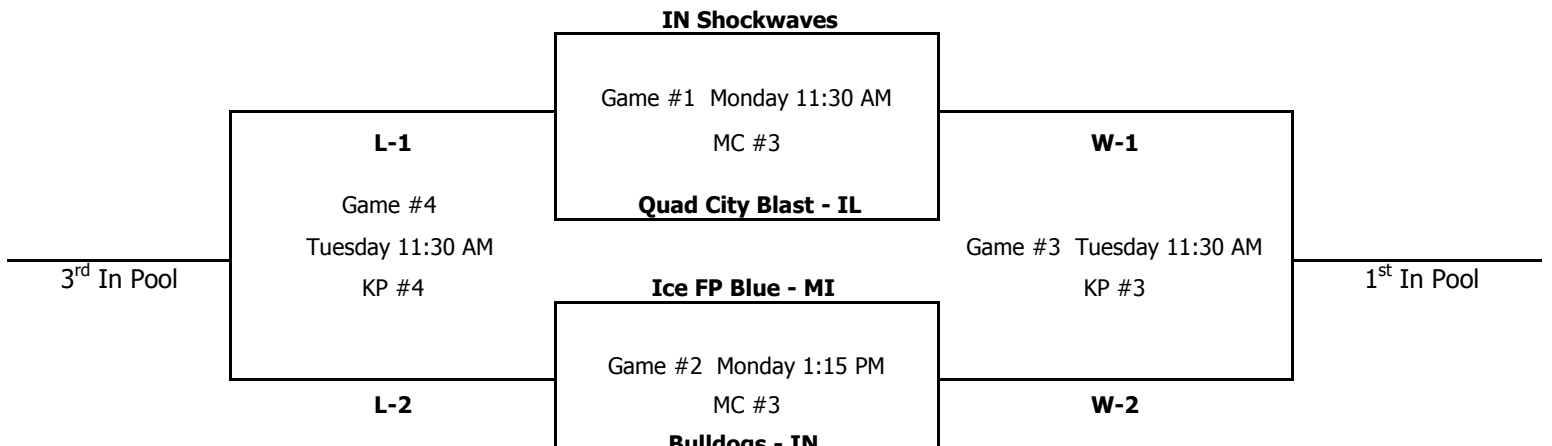 IN Shockwaves
Game #1 Monday 11:30 AM
L-1
MC #3
W-1
Game #4
Quad City Blast - IL
Tuesday 11:30 AM
Game #3 Tuesday 11:30 AM
3rd In Pool
KP #4
Ice FP Blue - MI
KP #3
1st In Pool
Game #2 Monday 1:15 PM
L-2
MC #3
W-2
Bulldogs - IN